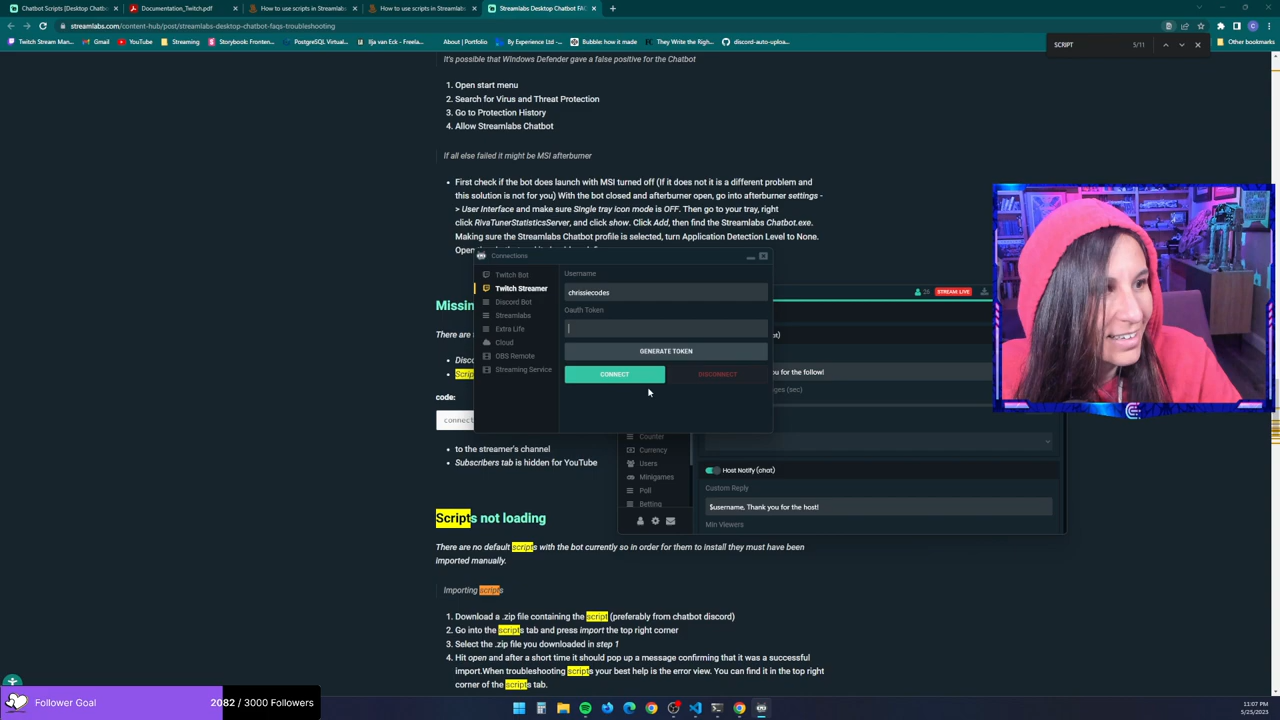 Chatbot Scripts [Desktop Chatbot
Documentation_Twitch.pdf
How to use scripts in Streamlabs
How to use scripts in Streamlabs
Streamlabs Desktop Chatbot FAQ
streamlabs.com/content-hub/post/streamlabs-desktop-chatbot-faqs-troubleshooting
Twitch Stream Man...
Gmail
YouTube
Streaming
Storybook: Fronten...
PostgreSQL Virtual...
Ilja van Eck - Freela...
About | Portfolio
By Experience Ltd -...
Bubble: how it made
They Write the Righ...
discord-auto-uploa...
Other bookmarks
SCRIPT
5/11
It's possible that Windows Defender gave a false positive for the Chatbot
1. Open start menu
2. Search for Virus and Threat Protection
3. Go to Protection History
4. Allow Streamlabs Chatbot
If all else failed it might be MSI afterburner
• First check if the bot does launch with MSI turned off (If it does not it is a different problem and
this solution is not for you) With the bot closed and afterburner open, go into afterburner settings -
> User Interface and make sure Single tray icon mode is OFF. Then go to your tray, right
click RivaTunerStatisticsServer, and click show. Click Add, then find the Streamlabs Chatbot.exe.
Making sure the Streamlabs Chatbot profile is selected, turn Application Detection Level to None.
Connections
Twitch Bot
Twitch Streamer
Discord Bot
Streamlabs
Extra Life
Cloud
OBS Remote
Streaming Service
Username
chrissiecodes
Oauth Token
GENERATE TOKEN
CONNECT
DISCONNECT
26
STREAM LIVE
Missin
There are
code:
connect
Counter
Currency
Users
Minigames
Poll
Betting
Host Notify (chat)
Custom Reply
$username, Thank you for the host!
Min Viewers
• to the streamer's channel
• Subscribers tab is hidden for YouTube
Scripts not loading
There are no default scripts with the bot currently so in order for them to install they must have been
imported manually.
Importing scripts
1. Download a .zip file containing the script (preferably from chatbot discord)
2. Go into the scripts tab and press import the top right corner
3. Select the .zip file you downloaded in step 1
4. Hit open and after a short time it should pop up a message confirming that it was a successful
import.When troubleshooting scripts your best help is the error view. You can find it in the top right
corner of the scripts tab.
Follower Goal
2082 / 3000 Followers
11:07 PM
5/25/2023